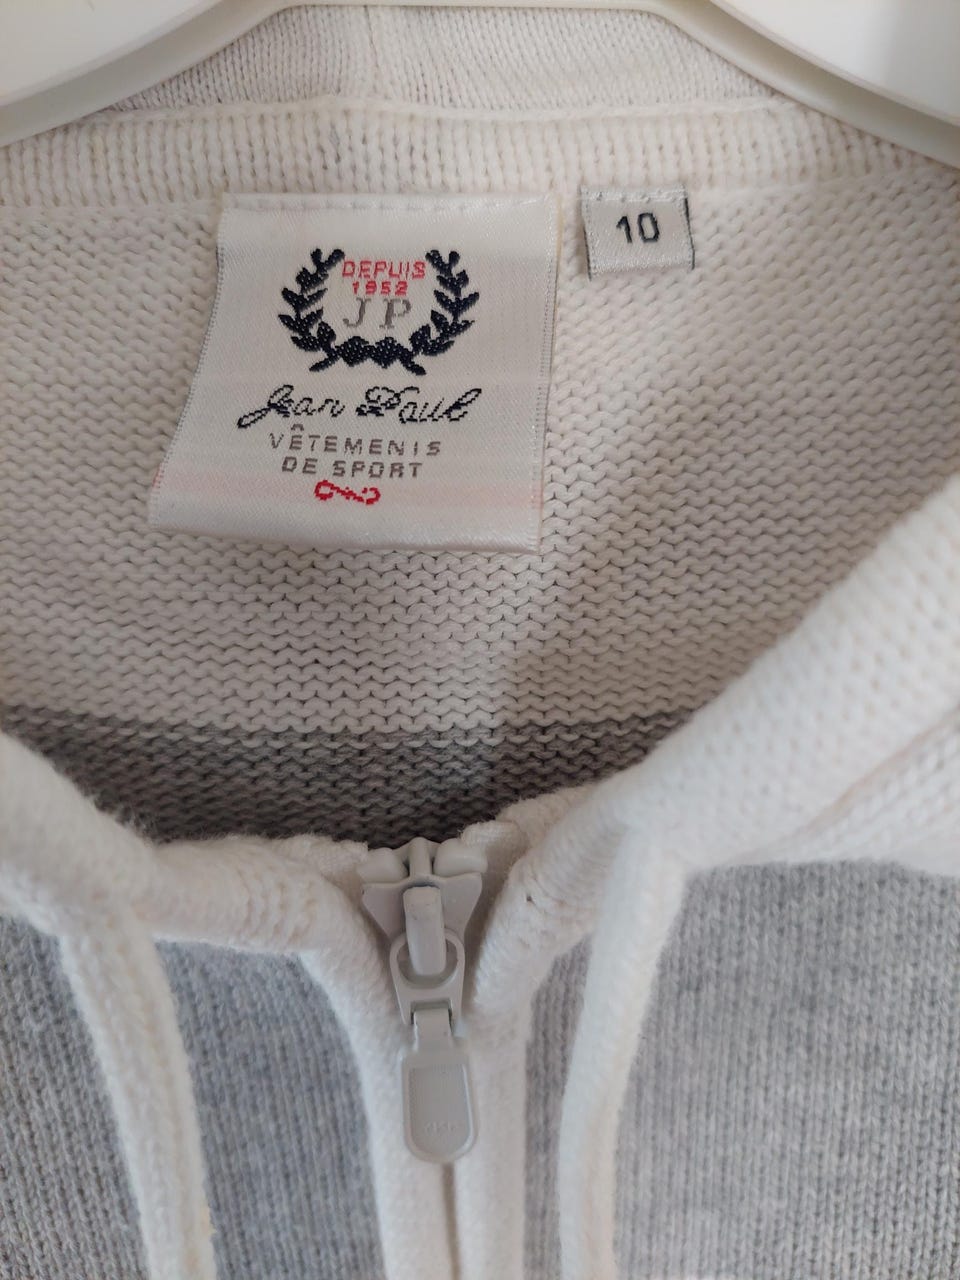 DEPUIS
1952
JP
Jean Paul
VÊTEMENTS
DE SPORT
10